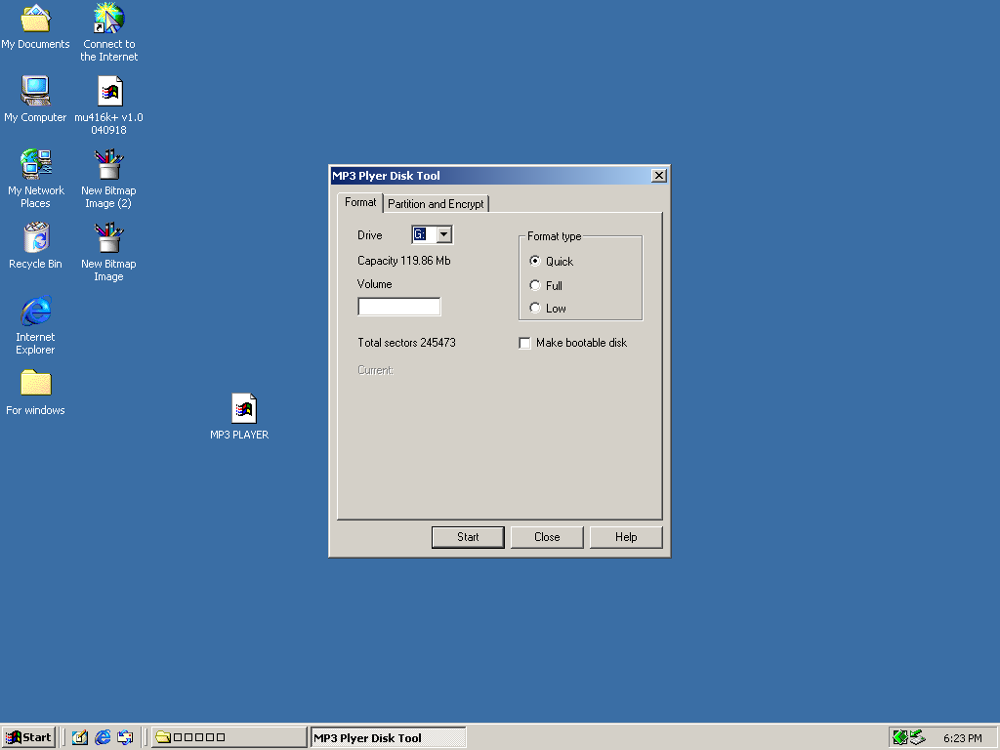 My Documents
Connect to
the Internet
My Computer
mu416k+ v1.0
040918
My Network
Places
New Bitmap
Image (2)
Recycle Bin
New Bitmap
Image
Internet
Explorer
For windows
MP3 PLAYER
MP3 Plyer Disk Tool
Format
Partition and Encrypt
Drive
G:
Format type
Capacity 119.86 Mb
Quick
Volume
Full
Low
Total sectors 245473
Make bootable disk
Current:
Start
Close
Help
Start
□□□□□
MP3 Plyer Disk Tool
6:23 PM